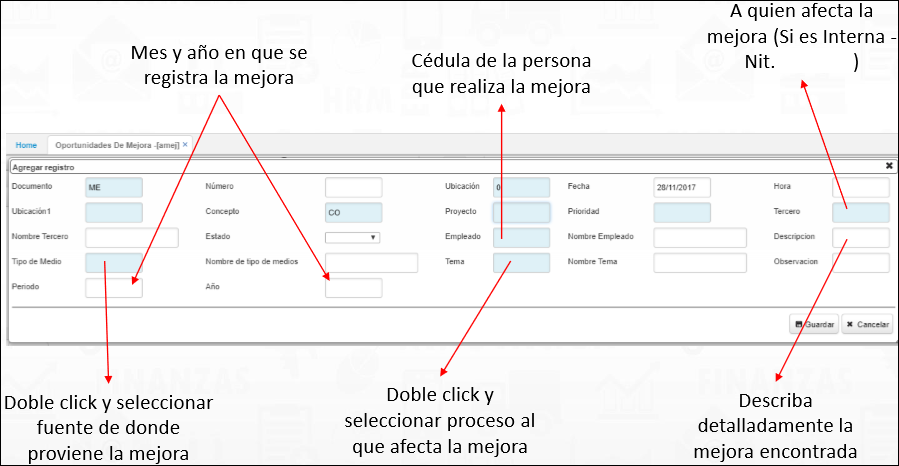 A quien afecta la
mejora (Si es Interna -
Nit. )
Mes y año en que se
registra la mejora
Cédula de la persona
que realiza la mejora
Home Oportunidades De Mejora -[amej] ×
Agregar registro ✖
Documento ME Número Ubicación 0 Fecha 28/11/2017 Hora
Ubicación1 Concepto CO Proyecto Prioridad Tercero
Nombre Tercero Estado Empleado Nombre Empleado Descripcion
Tipo de Medio Nombre de tipo de medios Tema Nombre Tema Observacion
Periodo Año
Guardar ✖ Cancelar
FINANZAS FINANZAS
Doble click y seleccionar
fuente de donde
proviene la mejora
Doble click y
seleccionar proceso al
que afecta la mejora
Describa
detalladamente la
mejora encontrada